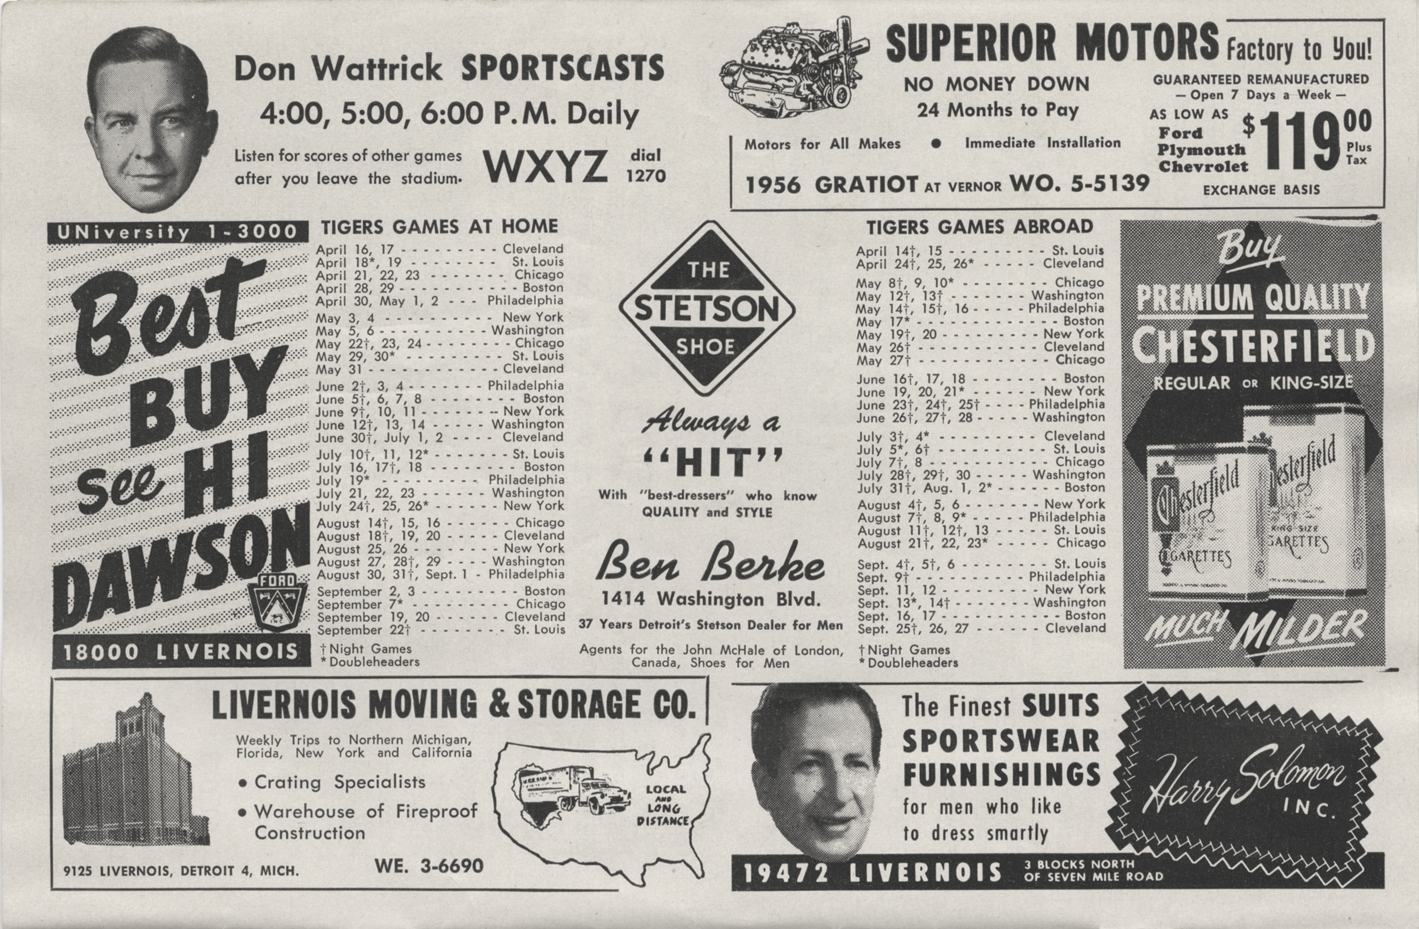 Don Wattrick SPORTSCASTS
4:00, 5:00, 6:00 P.M. Daily
Listen for scores of other games
after you leave the stadium.
WXYZ
dial
1270
SUPERIOR MOTORS Factory to You!
NO MONEY DOWN
24 Months to Pay
GUARANTEED REMANUFACTURED
— Open 7 Days a Week —
AS LOW AS
Ford
Plymouth
Chevrolet
$119.00
Plus
Tax
EXCHANGE BASIS
Motors for All Makes ● Immediate Installation
1956 GRATIOT AT VERNOR WO. 5-5139
UNiversity 1-3000
Best
BUY
see HI
DAWSON
FORD
18000 LIVERNOIS
TIGERS GAMES AT HOME
April 16, 17 - - - - - - - - - Cleveland
April 18*, 19 - - - - - - - - St. Louis
April 21, 22, 23 - - - - - - - Chicago
April 28, 29 - - - - - - - - - Boston
April 30, May 1, 2 - - - Philadelphia
May 3, 4 - - - - - - - - - New York
May 5, 6 - - - - - - - - Washington
May 22†, 23, 24 - - - - - - Chicago
May 29, 30* - - - - - - - - St. Louis
May 31 - - - - - - - - - - Cleveland
June 2†, 3, 4 - - - - - - Philadelphia
June 5†, 6, 7, 8 - - - - - - - Boston
June 9†, 10, 11 - - - - - - New York
June 12†, 13, 14 - - - - - Washington
June 30†, July 1, 2 - - - - Cleveland
July 10†, 11, 12* - - - - - St. Louis
July 16, 17†, 18 - - - - - - - Boston
July 19* - - - - - - - - Philadelphia
July 21, 22, 23 - - - - - Washington
July 24†, 25, 26* - - - - - New York
August 14†, 15, 16 - - - - - Chicago
August 18†, 19, 20 - - - - Cleveland
August 25, 26 - - - - - - - New York
August 27, 28†, 29 - - - Washington
August 30, 31†, Sept. 1 - Philadelphia
September 2, 3 - - - - - - - Boston
September 7* - - - - - - - Chicago
September 19, 20 - - - - Cleveland
September 22† - - - - - - St. Louis
†Night Games
*Doubleheaders
THE
STETSON
SHOE
Always a
"HIT"
With "best-dressers" who know
QUALITY and STYLE
Ben Berke
1414 Washington Blvd.
37 Years Detroit's Stetson Dealer for Men
Agents for the John McHale of London,
Canada, Shoes for Men
TIGERS GAMES ABROAD
April 14†, 15 - - - - - - - - St. Louis
April 24†, 25, 26* - - - - - Cleveland
May 8†, 9, 10* - - - - - - - Chicago
May 12†, 13† - - - - - - Washington
May 14†, 15†, 16 - - - - Philadelphia
May 17* - - - - - - - - - - - Boston
May 19†, 20 - - - - - - - New York
May 26† - - - - - - - - - Cleveland
May 27† - - - - - - - - - - Chicago
June 16†, 17, 18 - - - - - - Boston
June 19, 20, 21* - - - - - New York
June 23†, 24†, 25† - - - Philadelphia
June 26†, 27†, 28 - - - - Washington
July 3†, 4* - - - - - - - - Cleveland
July 5*, 6† - - - - - - - - St. Louis
July 7†, 8 - - - - - - - - - Chicago
July 28†, 29†, 30 - - - - Washington
July 31†, Aug. 1, 2* - - - - - Boston
August 4†, 5, 6 - - - - - - New York
August 7†, 8, 9* - - - - Philadelphia
August 11†, 12†, 13 - - - - St. Louis
August 21†, 22, 23* - - - - Chicago
Sept. 4†, 5†, 6 - - - - - - St. Louis
Sept. 9† - - - - - - - - Philadelphia
Sept. 11, 12 - - - - - - - New York
Sept. 13*, 14† - - - - - Washington
Sept. 16, 17 - - - - - - - - Boston
Sept. 25†, 26, 27 - - - - - Cleveland
†Night Games
*Doubleheaders
Buy
PREMIUM QUALITY
CHESTERFIELD
REGULAR OR KING-SIZE
Chesterfield
CIGARETTES
esterfield
KING-SIZE
GARETTES
MUCH MILDER
LIVERNOIS MOVING & STORAGE CO.
Weekly Trips to Northern Michigan,
Florida, New York and California
● Crating Specialists
● Warehouse of Fireproof
Construction
LOCAL
AND
LONG
DISTANCE
9125 LIVERNOIS, DETROIT 4, MICH. WE. 3-6690
The Finest SUITS
SPORTSWEAR
FURNISHINGS
for men who like
to dress smartly
Harry Solomon
INC.
19472 LIVERNOIS
3 BLOCKS NORTH
OF SEVEN MILE ROAD